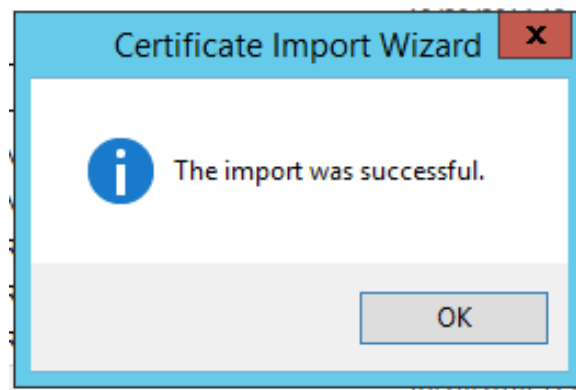 Certificate Import Wizard
x
The import was successful.
OK